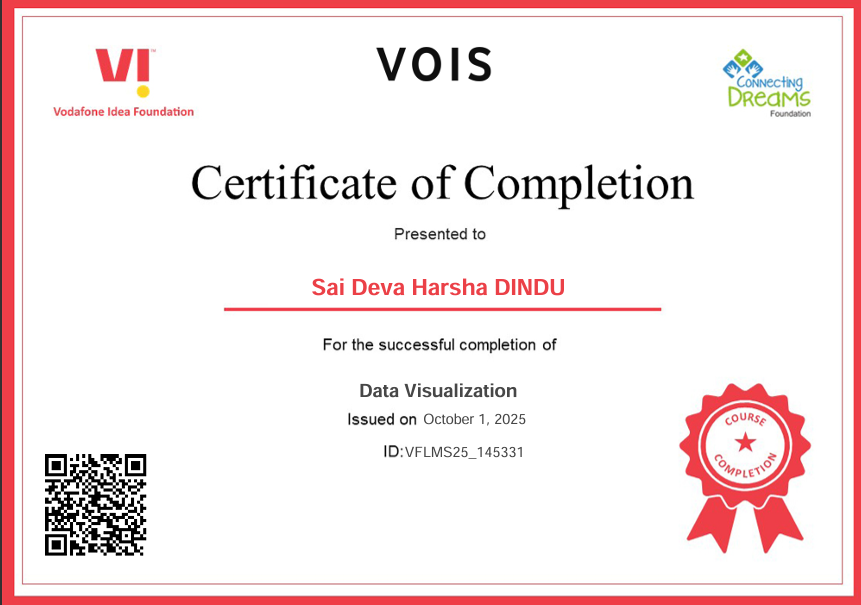 VI™
Vodafone Idea Foundation
VOIS
Connecting
Dreams
Foundation
Certificate of Completion
Presented to
Sai Deva Harsha DINDU
For the successful completion of
Data Visualization
Issued on October 1, 2025
ID:VFLMS25_145331
COURSE
COMPLETION